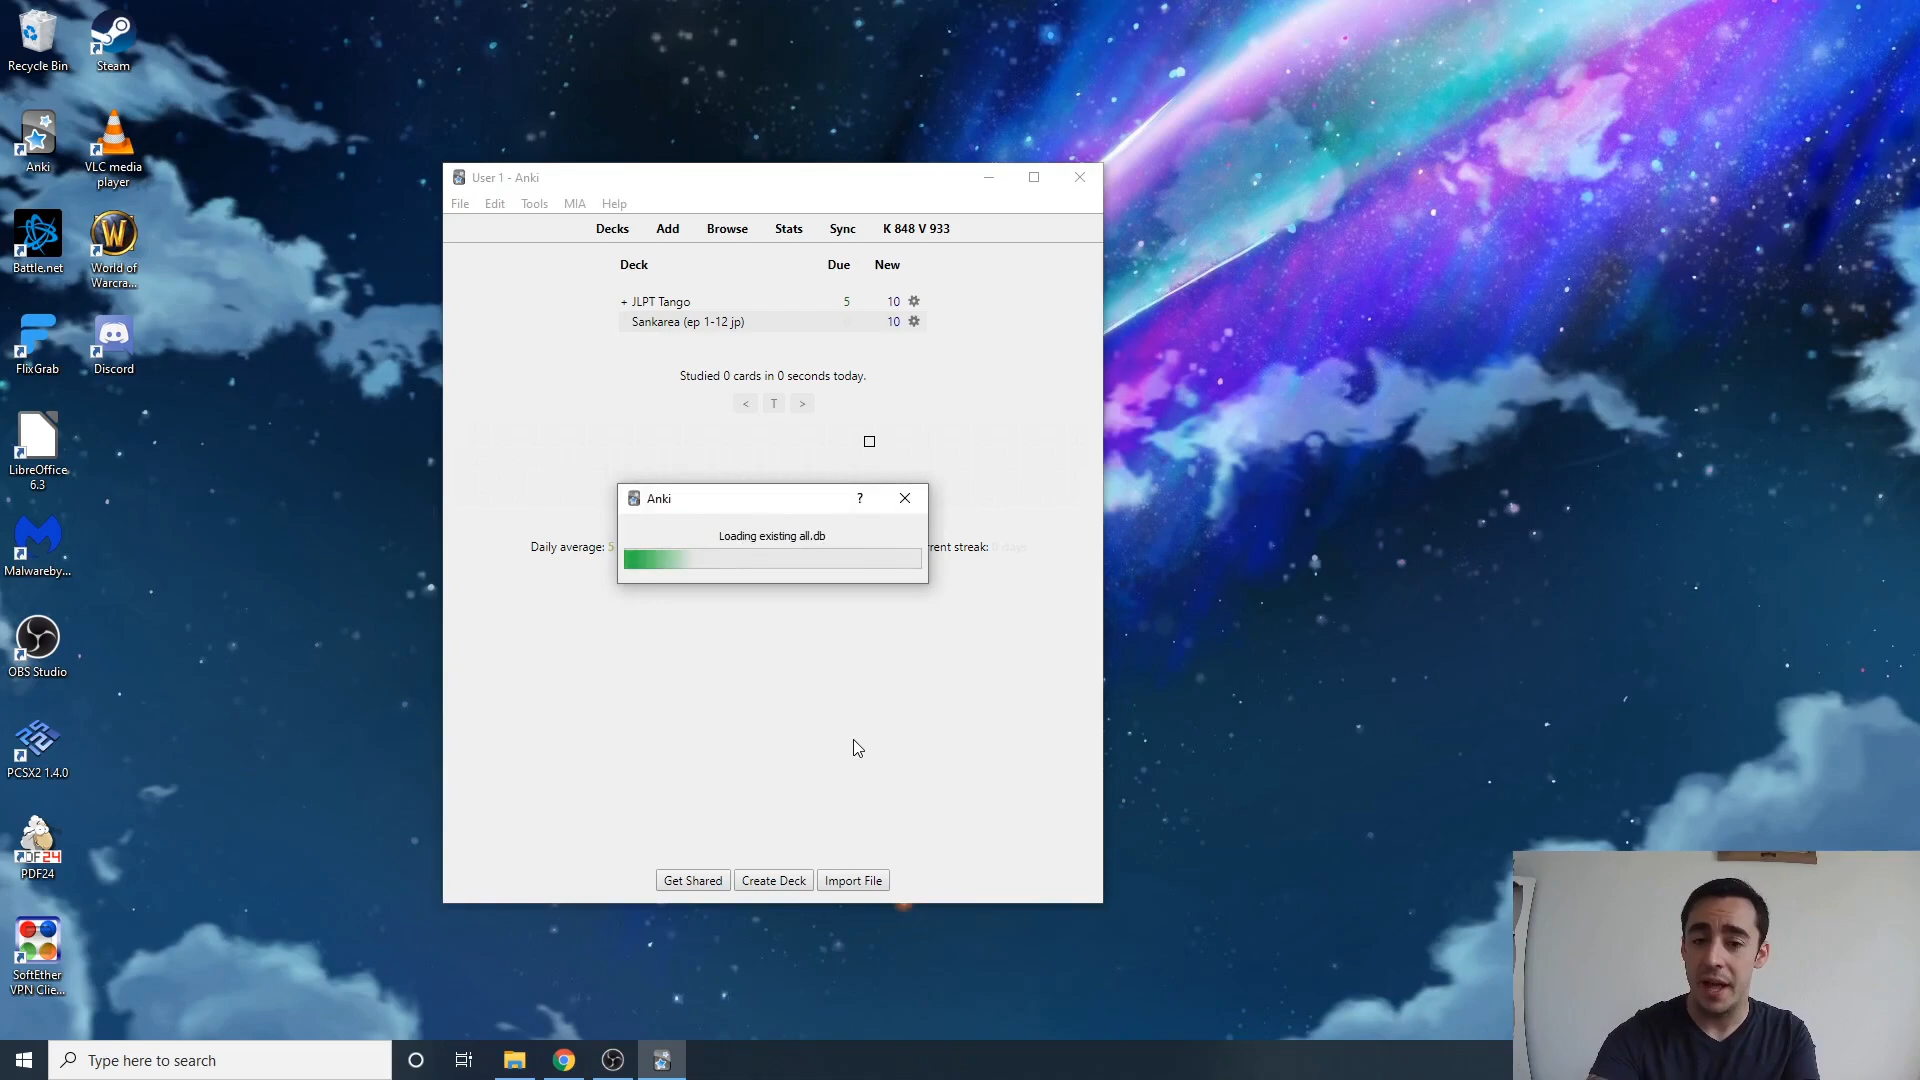 Recycle Bin
Steam
Anki
VLC media
player
Battle.net
World of
Warcra...
FlixGrab
Discord
LibreOffice
6.3
Malwareby...
OBS Studio
PCSX2 1.4.0
PDF24
SoftEther
VPN Clie...
User 1 - Anki
File Edit Tools MIA Help
Decks Add Browse Stats Sync K 848 V 933
Deck Due New
+ JLPT Tango 5 10
Sankarea (ep 1-12 jp) 10
Studied 0 cards in 0 seconds today.
< T >
Anki
?
Loading existing all.db
Daily average: 5
rrent streak: 0 days
Get Shared Create Deck Import File
Type here to search